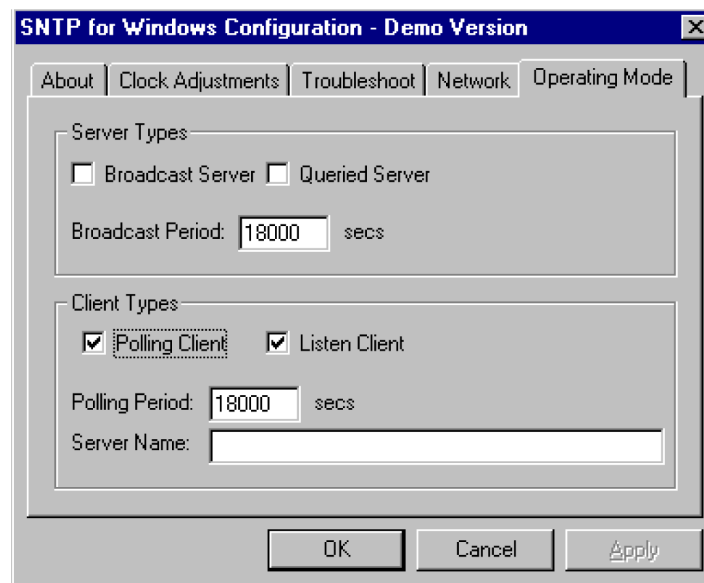 SNTP for Windows Configuration - Demo Version
About Clock Adjustments Troubleshoot Network Operating Mode
Server Types
Broadcast Server Queried Server
Broadcast Period: 18000 secs
Client Types
Polling Client Listen Client
Polling Period: 18000 secs
Server Name:
OK Cancel Apply